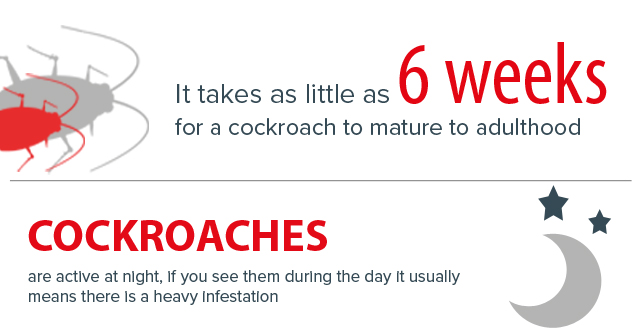 It takes as little as 6 weeks
for a cockroach to mature to adulthood
COCKROACHES
are active at night, if you see them during the day it usually
means there is a heavy infestation